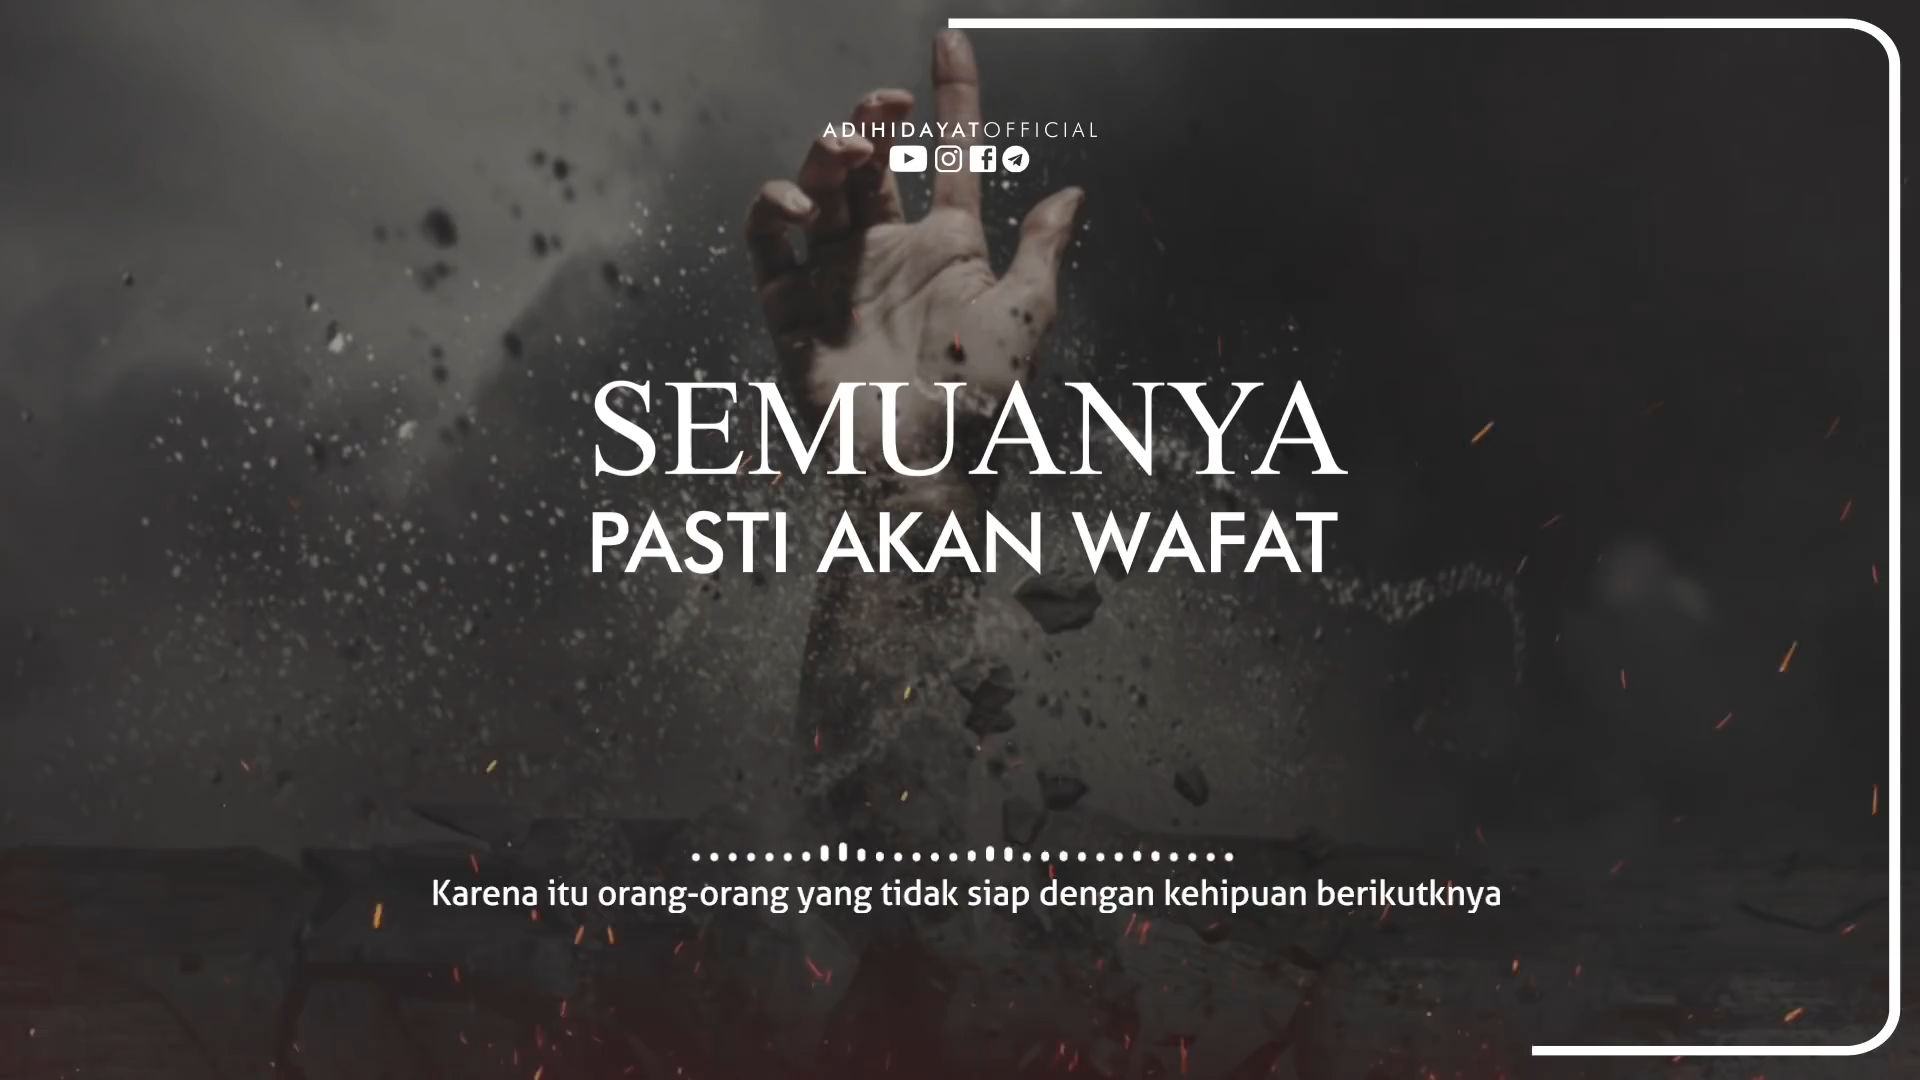 ADIHIDAYATOFFICIAL
SEMUANYA
PASTI AKAN WAFAT
Karena itu orang-orang yang tidak siap dengan kehipuan berikutknya